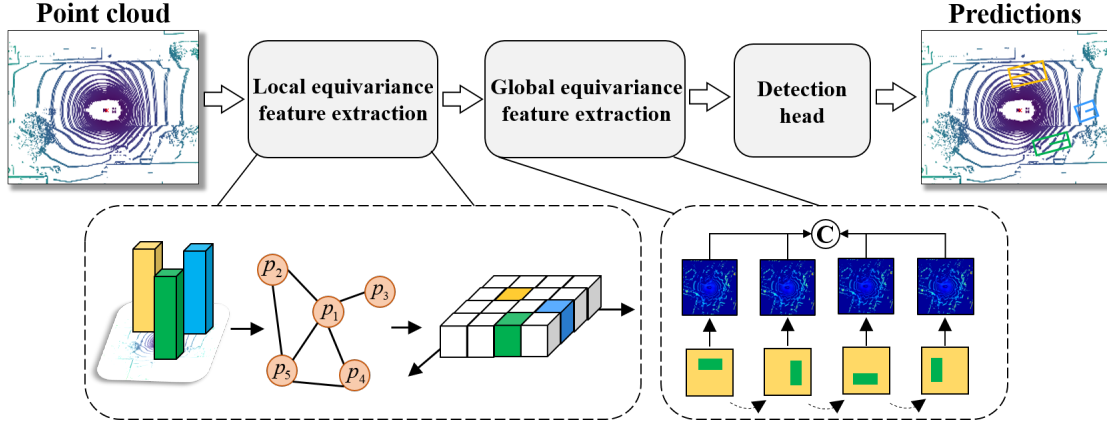 Point cloud
Predictions
Local equivariance
feature extraction
Global equivariance
feature extraction
Detection
head
C
p2
p3
p1
p5
p4